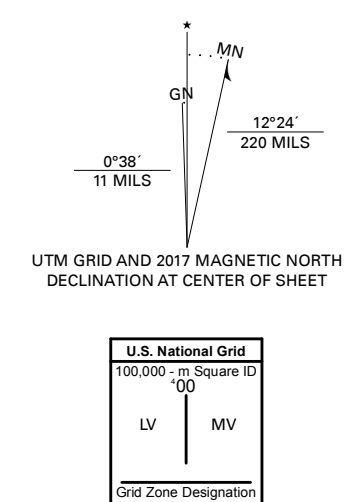 ★
MN
GN
12°24´
220 MILS
0°38´
11 MILS
UTM GRID AND 2017 MAGNETIC NORTH
DECLINATION AT CENTER OF SHEET
U.S. National Grid
100,000 - m Square ID
⁴00
LV MV
Grid Zone Designation